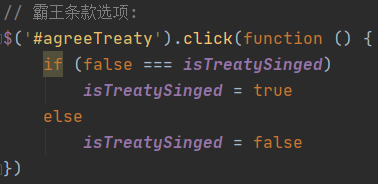 // 霸王条款选项:
$('#agreeTreaty').click(function () {
    if (false === isTreatySinged)
        isTreatySinged = true
    else
        isTreatySinged = false
})